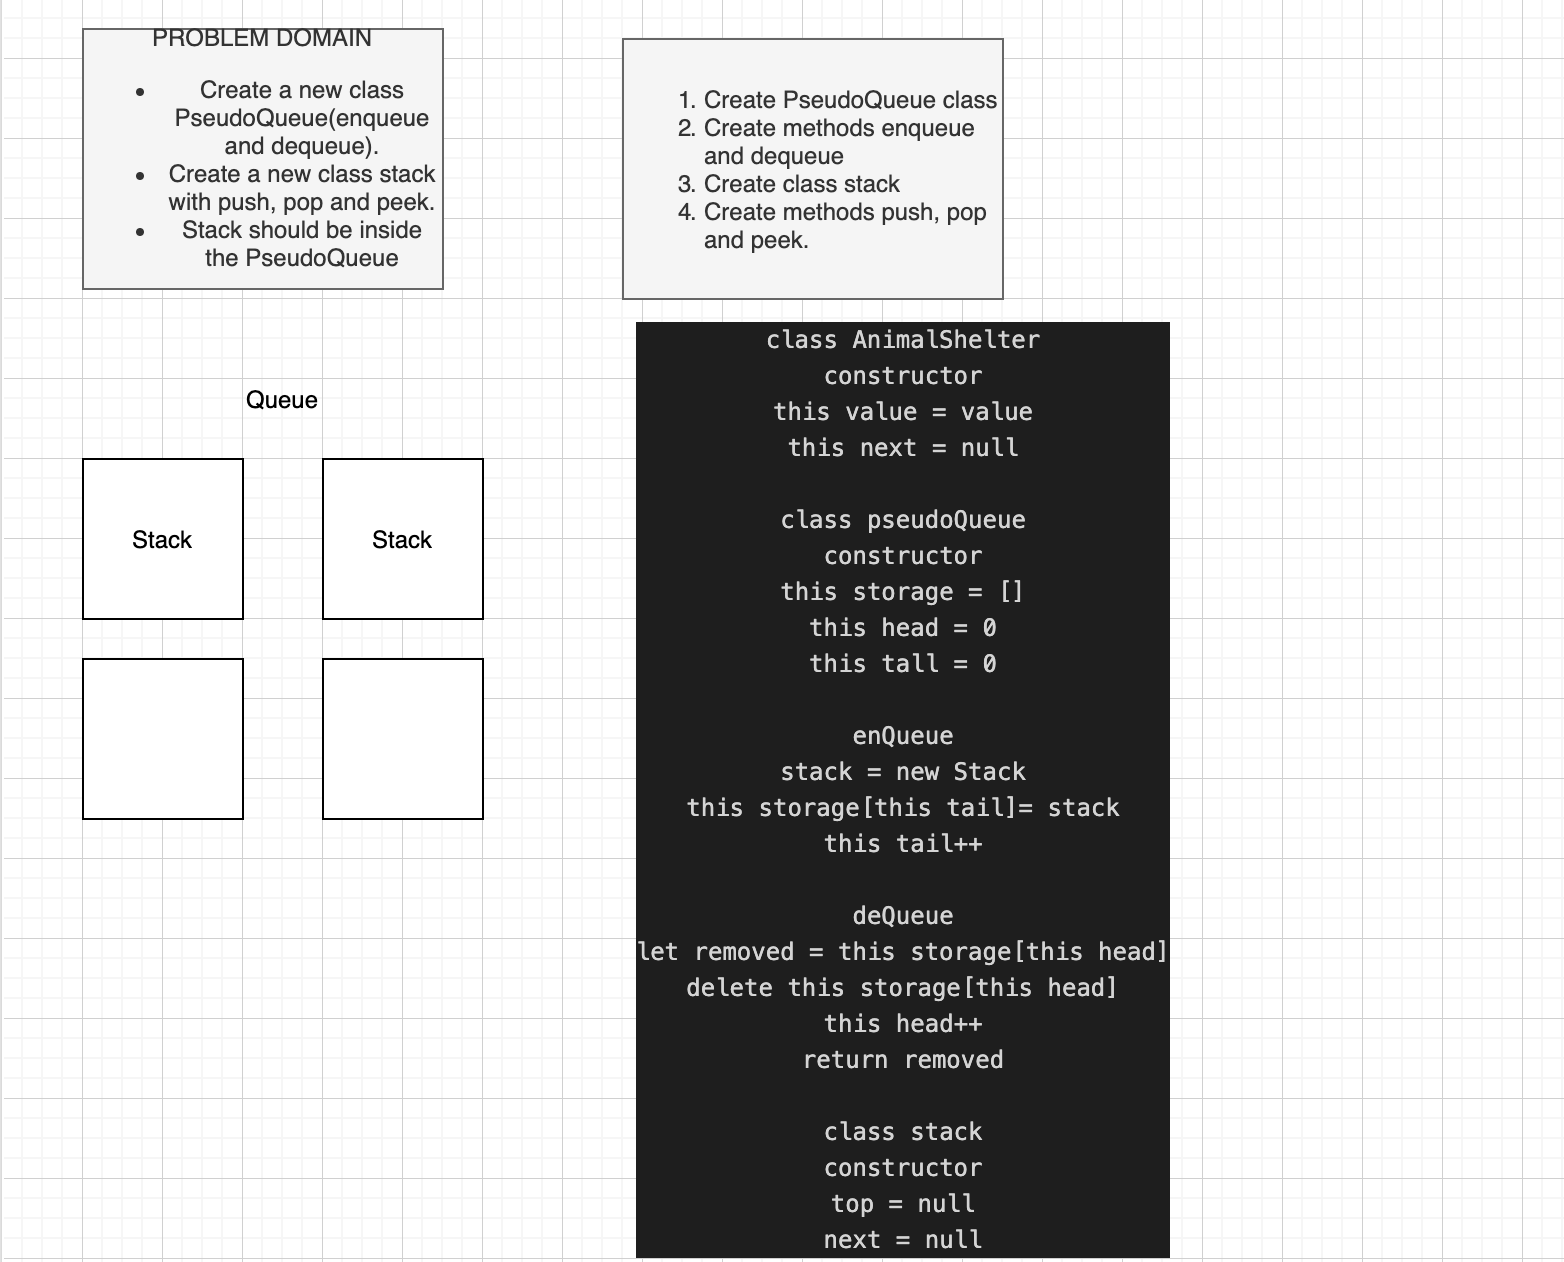 PROBLEM DOMAIN
• Create a new class
PseudoQueue(enqueue
and dequeue).
• Create a new class stack
with push, pop and peek.
• Stack should be inside
the PseudoQueue
1. Create PseudoQueue class
2. Create methods enqueue
and dequeue
3. Create class stack
4. Create methods push, pop
and peek.
Queue
Stack
Stack
class AnimalShelter
constructor
this value = value
this next = null
class pseudoQueue
constructor
this storage = []
this head = 0
this tall = 0
enQueue
stack = new Stack
this storage[this tail]= stack
this tail++
deQueue
let removed = this storage[this head]
delete this storage[this head]
this head++
return removed
class stack
constructor
top = null
next = null